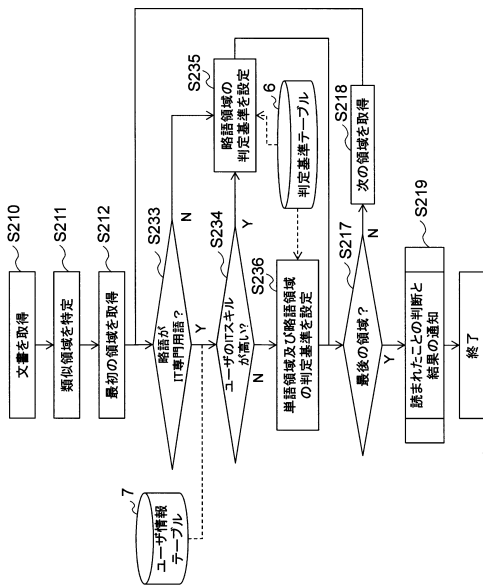 S210
文書を取得
S211
類似領域を特定
S212
最初の領域を取得
S233
略語が
IT専門用語？
N
Y
7
ユーザ情報
テーブル
S234
ユーザのITスキル
が高い？
Y
N
S235
略語領域の
判定基準を設定
6
判定基準テーブル
S236
単語領域及び略語領域
の判定基準を設定
S217
最後の領域？
N
Y
S218
次の領域を取得
S219
読まれたことの判断と
結果の通知
終了